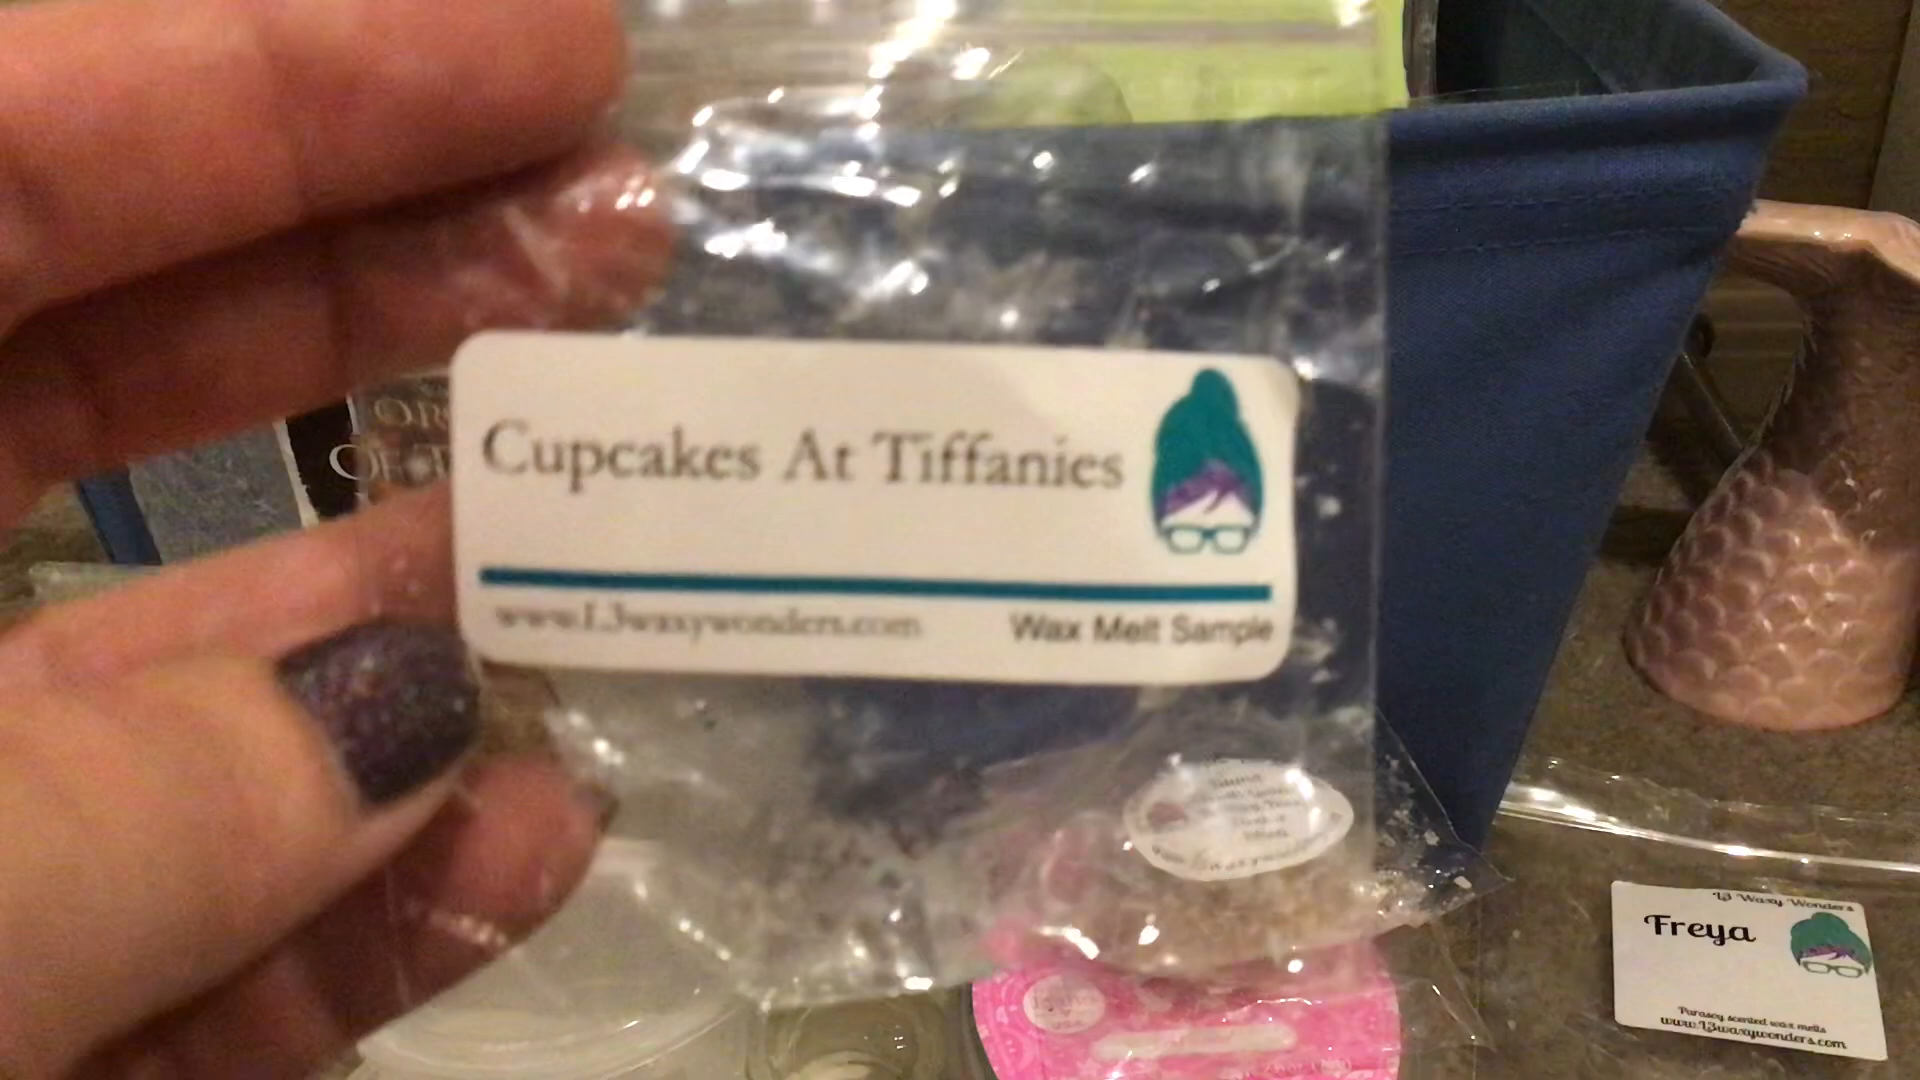 Cupcakes At Tiffanies
www.L3waxywonders.com
Wax Melt Sample
L3 Waxy Wonders
Freya
Parasoy scented wax melts
www.L3waxywonders.com